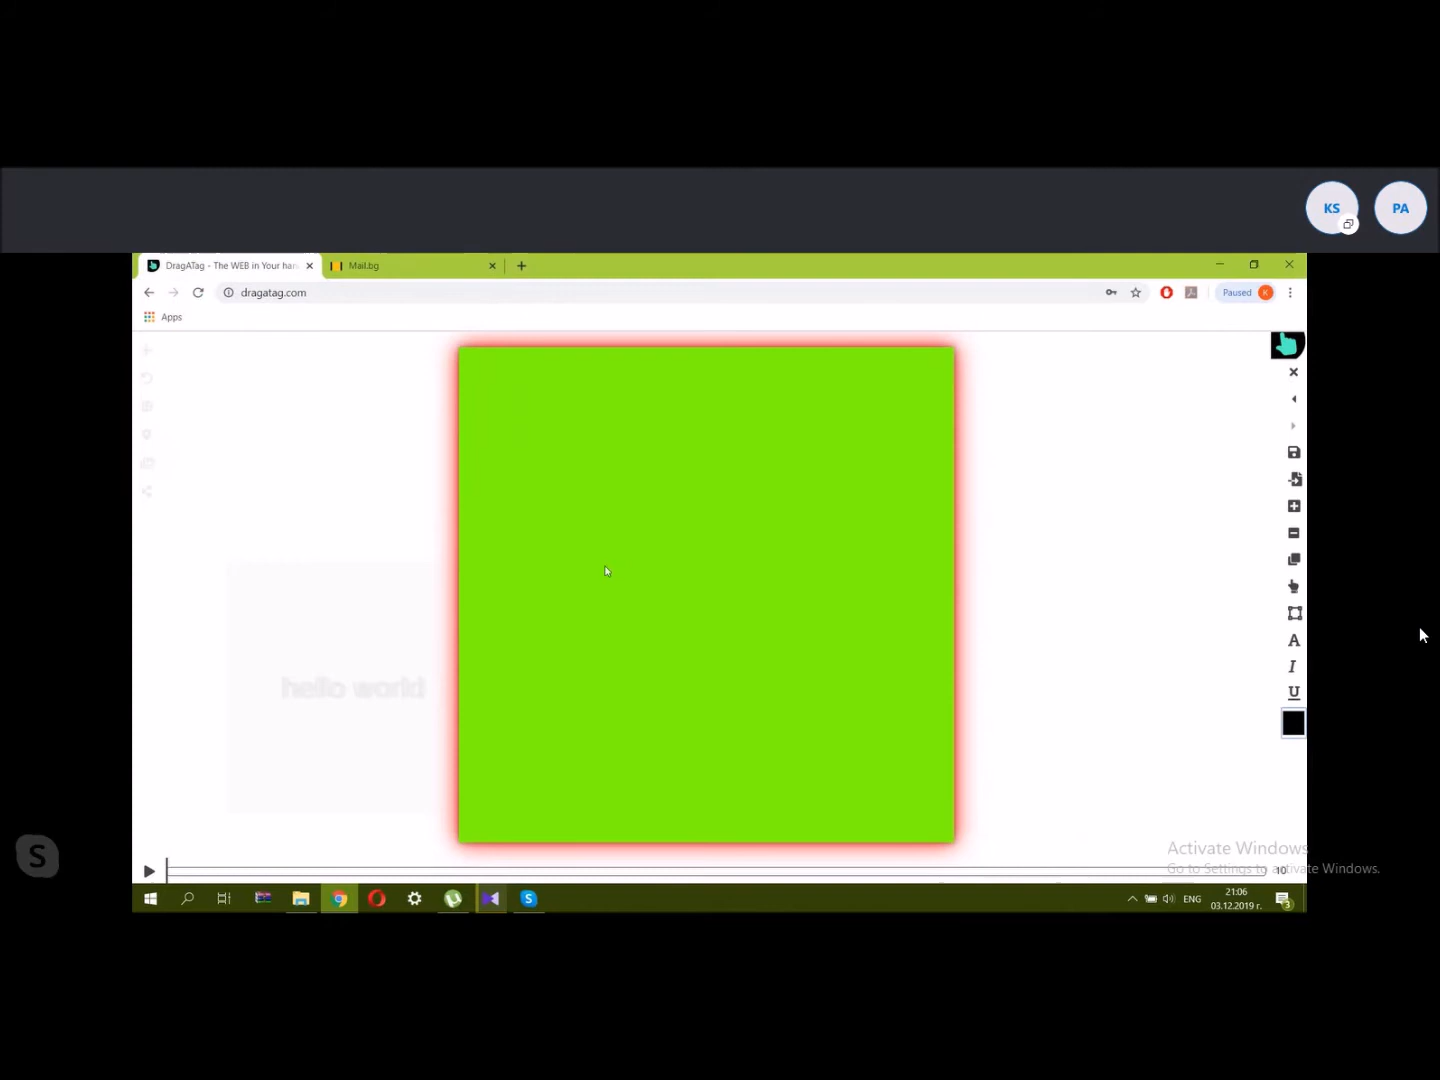 KS
PA
DragATag - The WEB in Your han
Mail.bg
dragatag.com
Paused
K
Apps
A
I
U
hello world
Activate Windows
Go to Settings to activate Windows.
10
S
ENG
21:06
03.12.2019 г.
3